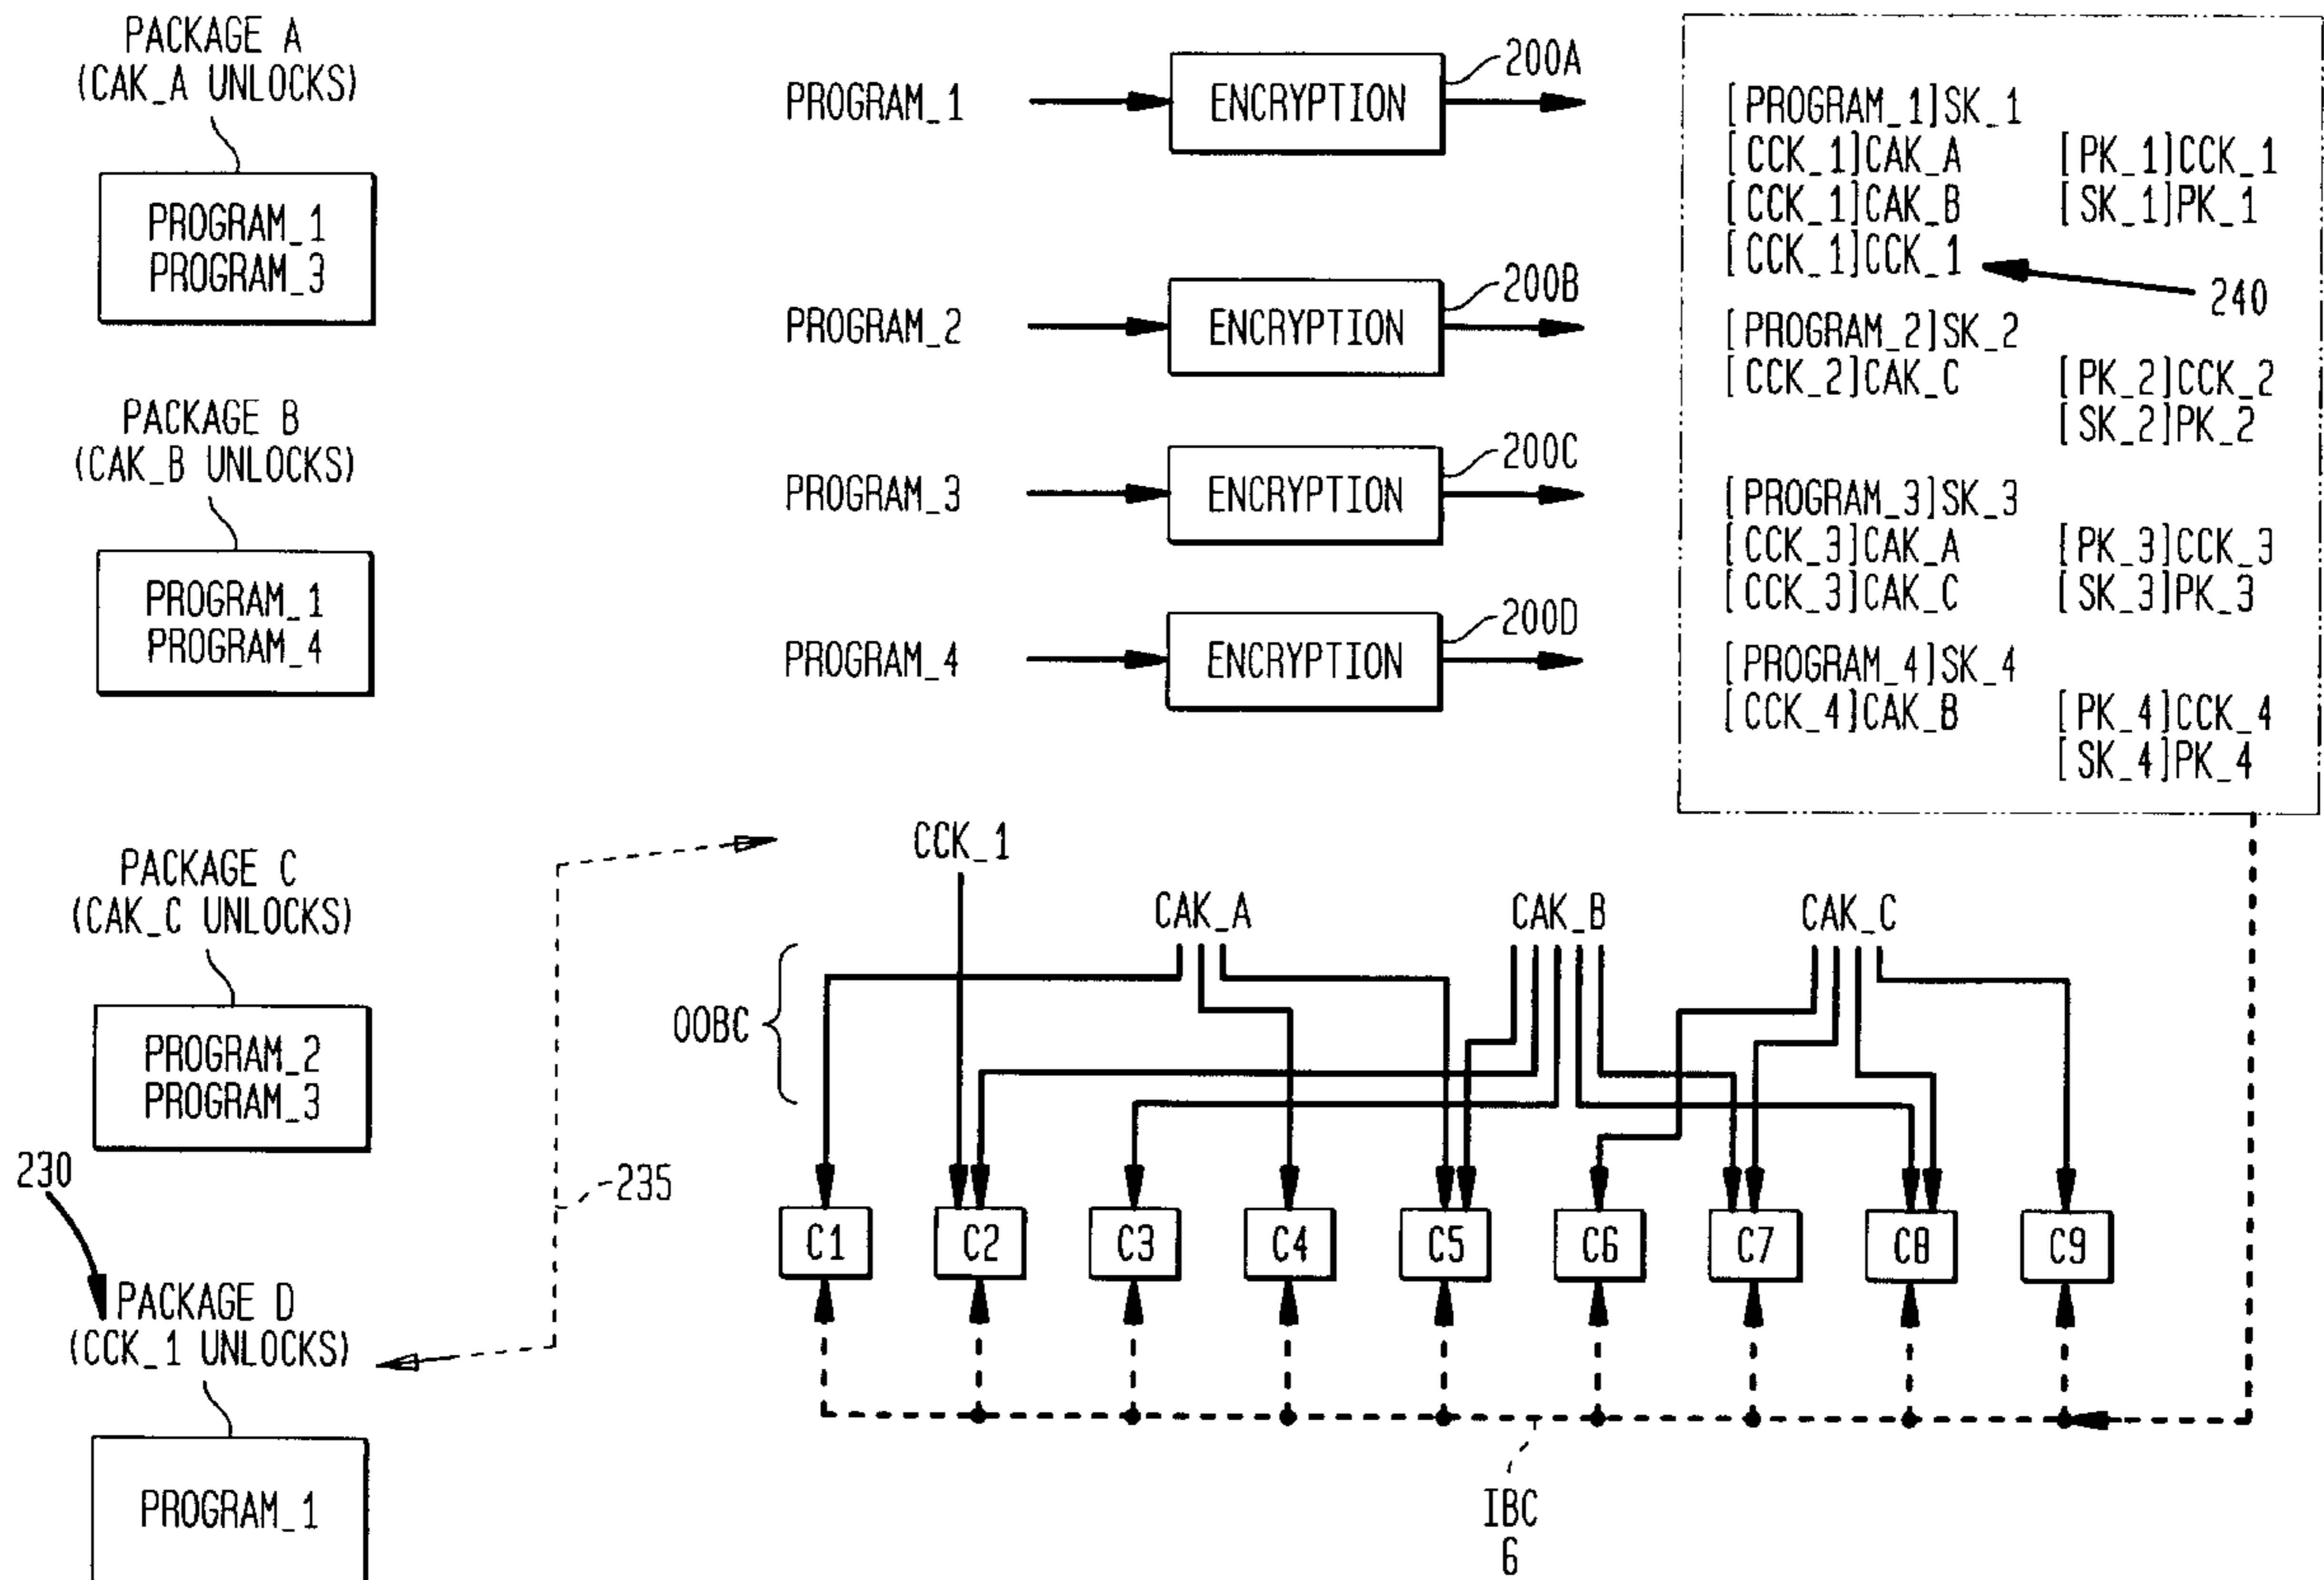 PACKAGE A
(CAK_A UNLOCKS)
PROGRAM_1
PROGRAM_3
PACKAGE B
(CAK_B UNLOCKS)
PROGRAM_1
PROGRAM_4
PACKAGE C
(CAK_C UNLOCKS)
PROGRAM_2
PROGRAM_3
230
PACKAGE D
(CCK_1 UNLOCKS)
PROGRAM_1
PROGRAM_1
ENCRYPTION
200A
PROGRAM_2
ENCRYPTION
200B
PROGRAM_3
ENCRYPTION
200C
PROGRAM_4
ENCRYPTION
200D
[PROGRAM_1]SK_1
[CCK_1]CAK_A [PK_1]CCK_1
[CCK_1]CAK_B [SK_1]PK_1
[CCK_1]CCK_1
240
[PROGRAM_2]SK_2
[CCK_2]CAK_C [PK_2]CCK_2
[SK_2]PK_2
[PROGRAM_3]SK_3
[CCK_3]CAK_A [PK_3]CCK_3
[CCK_3]CAK_C [SK_3]PK_3
[PROGRAM_4]SK_4
[CCK_4]CAK_B [PK_4]CCK_4
[SK_4]PK_4
CCK_1
CAK_A CAK_B CAK_C
OOBC
235
C1 C2 C3 C4 C5 C6 C7 C8 C9
IBC
6